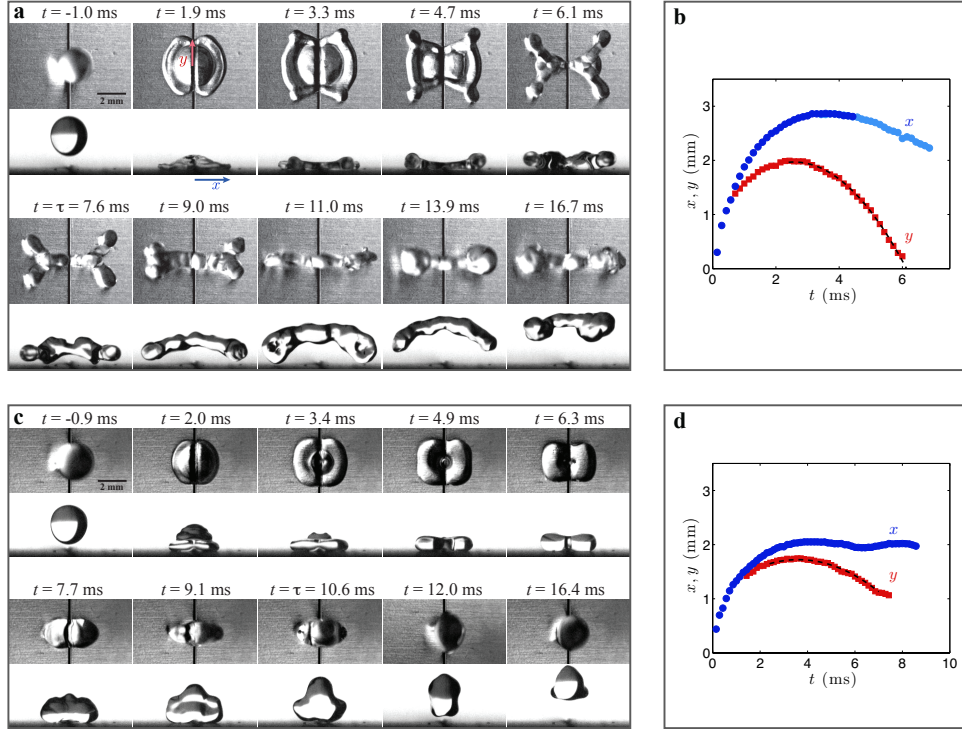 a
t = -1.0 ms t = 1.9 ms t = 3.3 ms t = 4.7 ms t = 6.1 ms
y
2 mm
x
t = τ = 7.6 ms t = 9.0 ms t = 11.0 ms t = 13.9 ms t = 16.7 ms
b
x, y (mm)
3
2
1
0
x
y
0 2 4 6
t (ms)
c
t = -0.9 ms t = 2.0 ms t = 3.4 ms t = 4.9 ms t = 6.3 ms
2 mm
t = 7.7 ms t = 9.1 ms t = τ = 10.6 ms t = 12.0 ms t = 16.4 ms
d
x, y (mm)
3
2
1
0
x
y
0 2 4 6 8 10
t (ms)